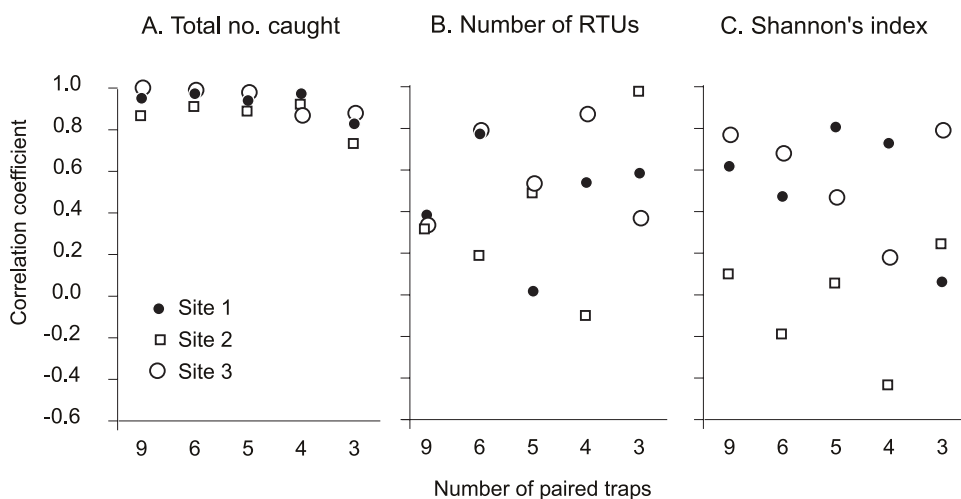 A. Total no. caught
B. Number of RTUs
C. Shannon's index
Correlation coefficient
1.0
0.8
0.6
0.4
0.2
0.0
-0.2
-0.4
-0.6
Site 1
Site 2
Site 3
9 6 5 4 3
9 6 5 4 3
9 6 5 4 3
Number of paired traps